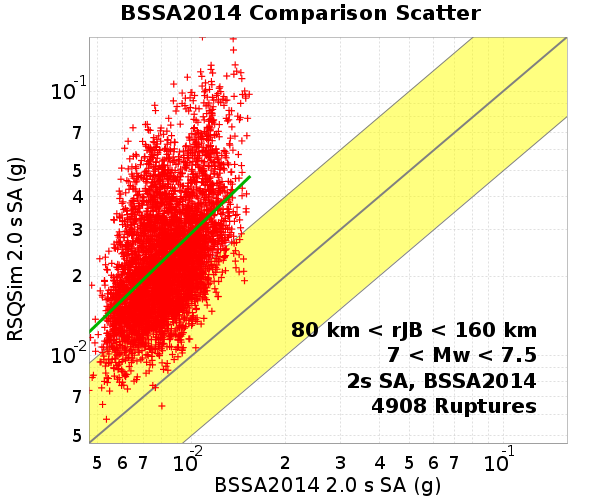 BSSA2014 Comparison Scatter
RSQSim 2.0 s SA (g)
10-1
7
5
4
3
2
10-2
7
5
80 km < rJB < 160 km
7 < Mw < 7.5
2s SA, BSSA2014
4908 Ruptures
5 6 7 10-2 2 3 4 5 6 7 10-1
BSSA2014 2.0 s SA (g)